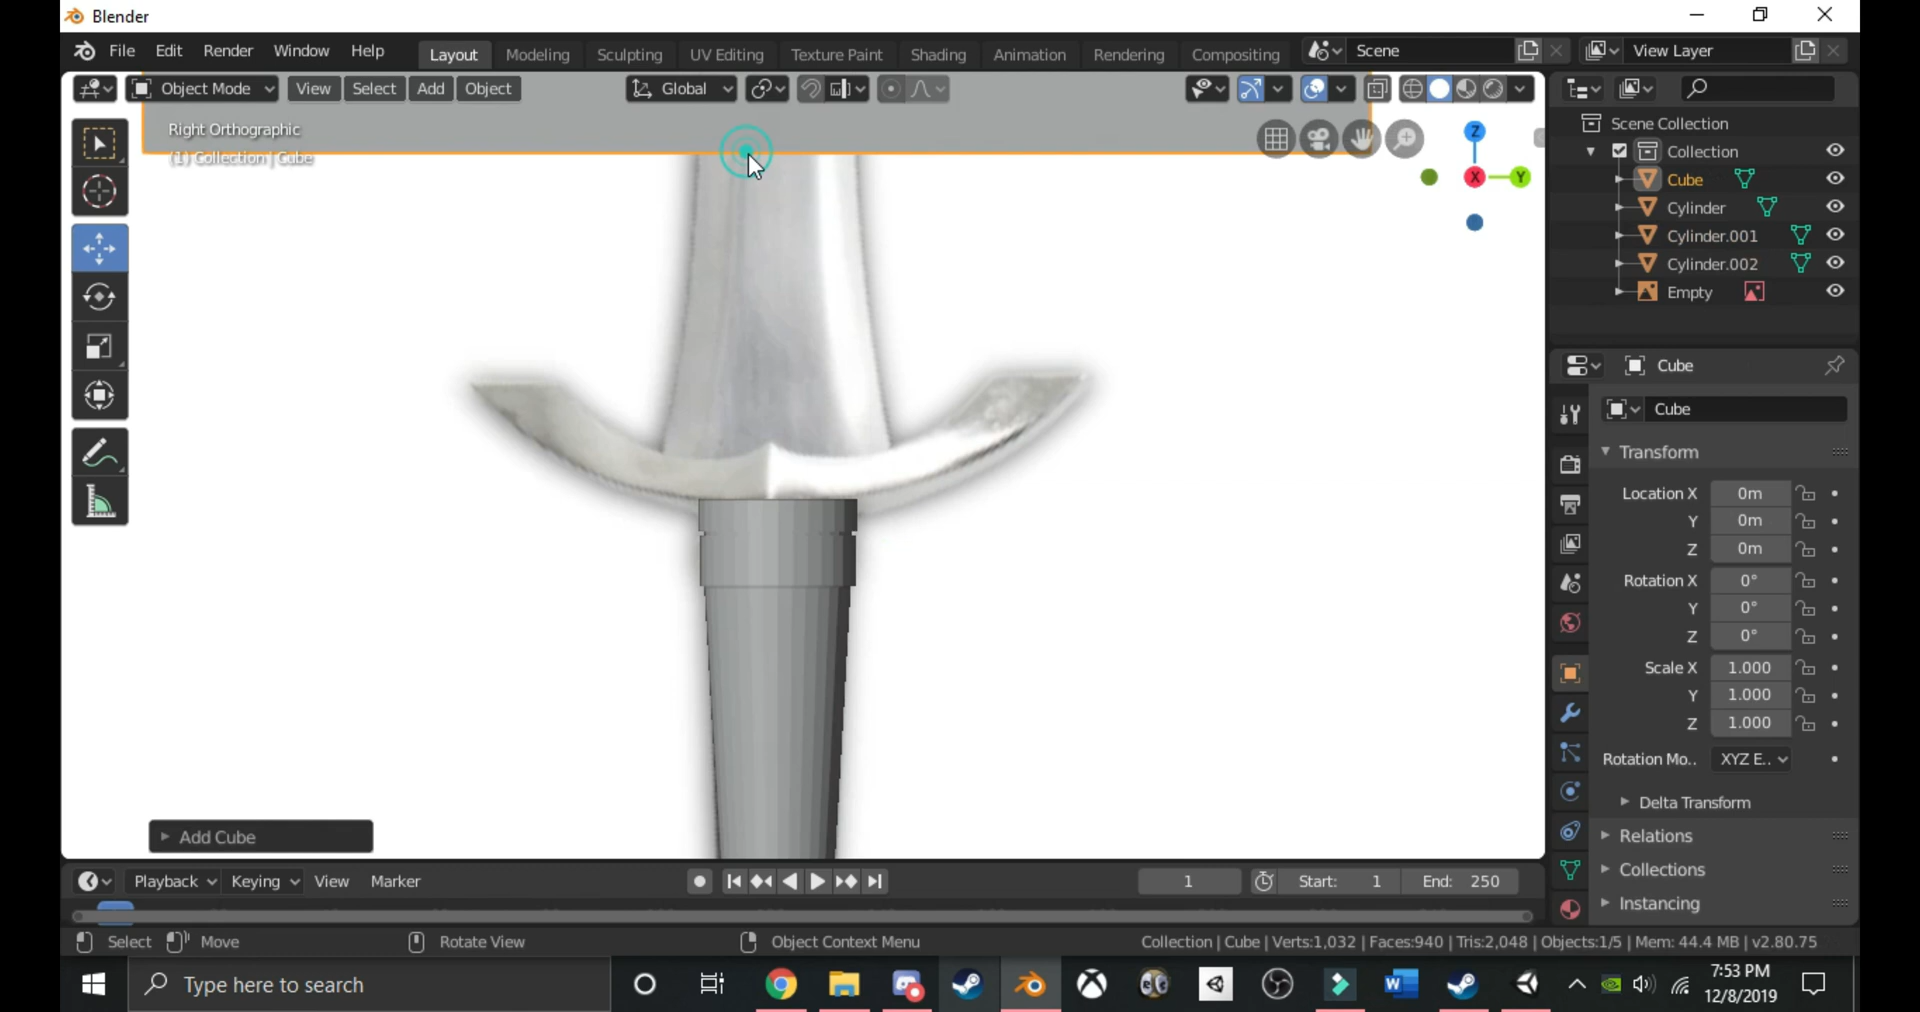 Blender
File Edit Render Window Help Layout Modeling Sculpting UV Editing Texture Paint Shading Animation Rendering Compositing Scene View Layer
Object Mode View Select Add Object Global
Right Orthographic
(1) Collection | Cube
Z
X
Y
Scene Collection
Collection
Cube
Cylinder
Cylinder.001
Cylinder.002
Empty
Cube
Cube
Transform
Location X 0m
Y 0m
Z 0m
Rotation X 0°
Y 0°
Z 0°
Scale X 1.000
Y 1.000
Z 1.000
Rotation Mo.. XYZ E..
Delta Transform
Relations
Collections
Instancing
Add Cube
Playback Keying View Marker 1 Start: 1 End: 250
Select Move Rotate View Object Context Menu Collection | Cube | Verts:1,032 | Faces:940 | Tris:2,048 | Objects:1/5 | Mem: 44.4 MB | v2.80.75
Type here to search
7:53 PM
12/8/2019